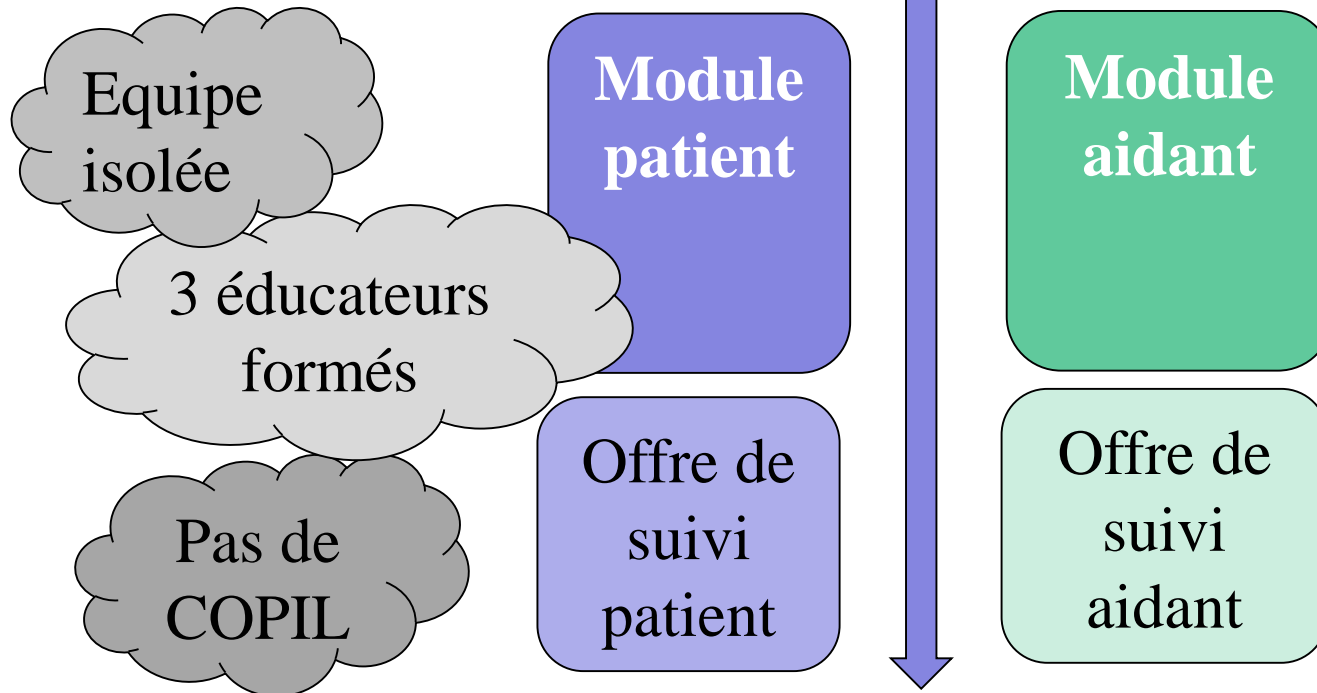 Equipe
isolée
3 éducateurs
formés
Pas de
COPIL
Module
patient
Offre de
suivi
patient
Module
aidant
Offre de
suivi
aidant